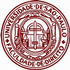 UNIVERSIDADE DE SÃO PAULO
FACULDADE DE DIREITO